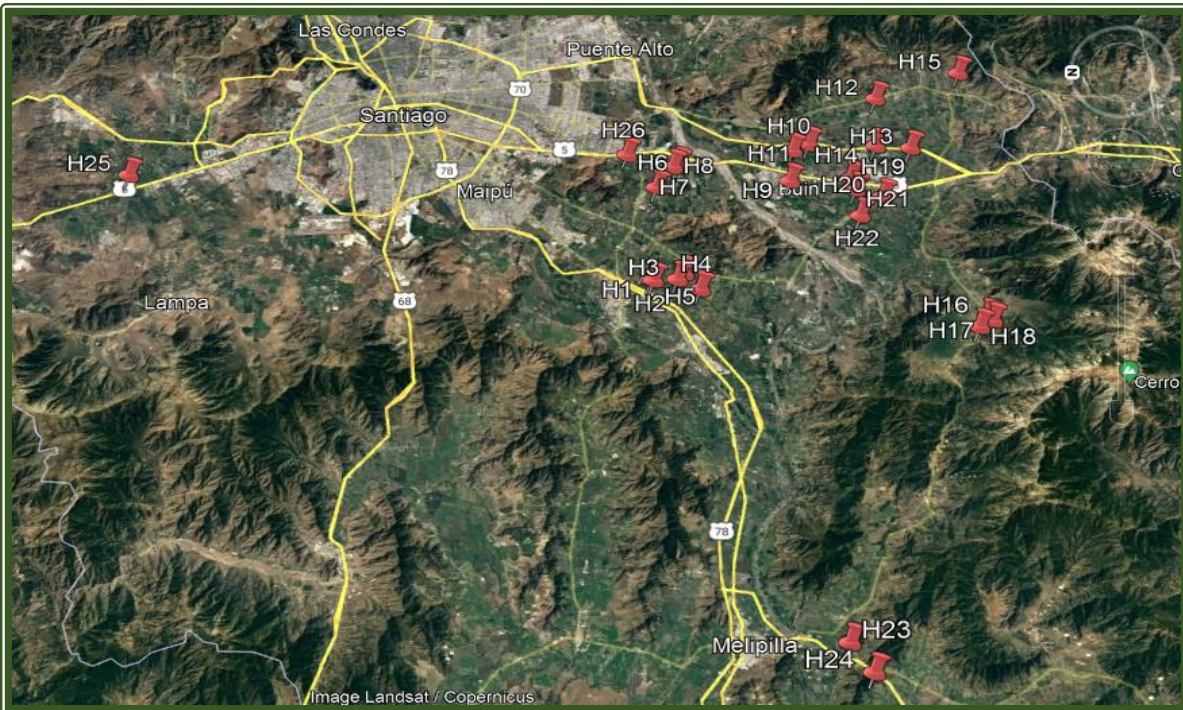 Las Condes
Puente Alto
H15
N
70
H12
Santiago
H26
H10
H13
5
H25
H6
H8
H11
H14
H19
78
5
Maipú
H7
H9
Buin
H20
H21
H22
H3
H4
Lampa
68
H1
H2
H5
H16
H17
H18
Cerro
78
H23
Melipilla
H24
Image Landsat / Copernicus